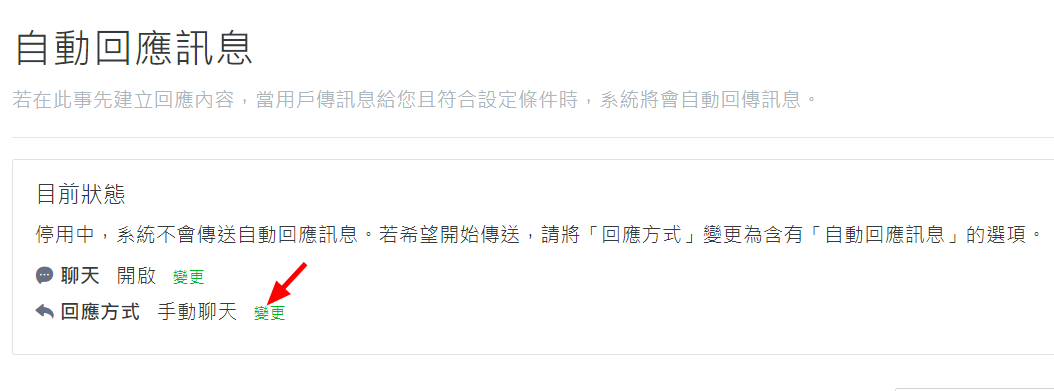 自動回應訊息
若在此事先建立回應內容，當用戶傳訊息給您且符合設定條件時，系統將會自動回傳訊息。
目前狀態
停用中，系統不會傳送自動回應訊息。若希望開始傳送，請將「回應方式」變更為含有「自動回應訊息」的選項。
聊天 開啟 變更
回應方式 手動聊天 變更